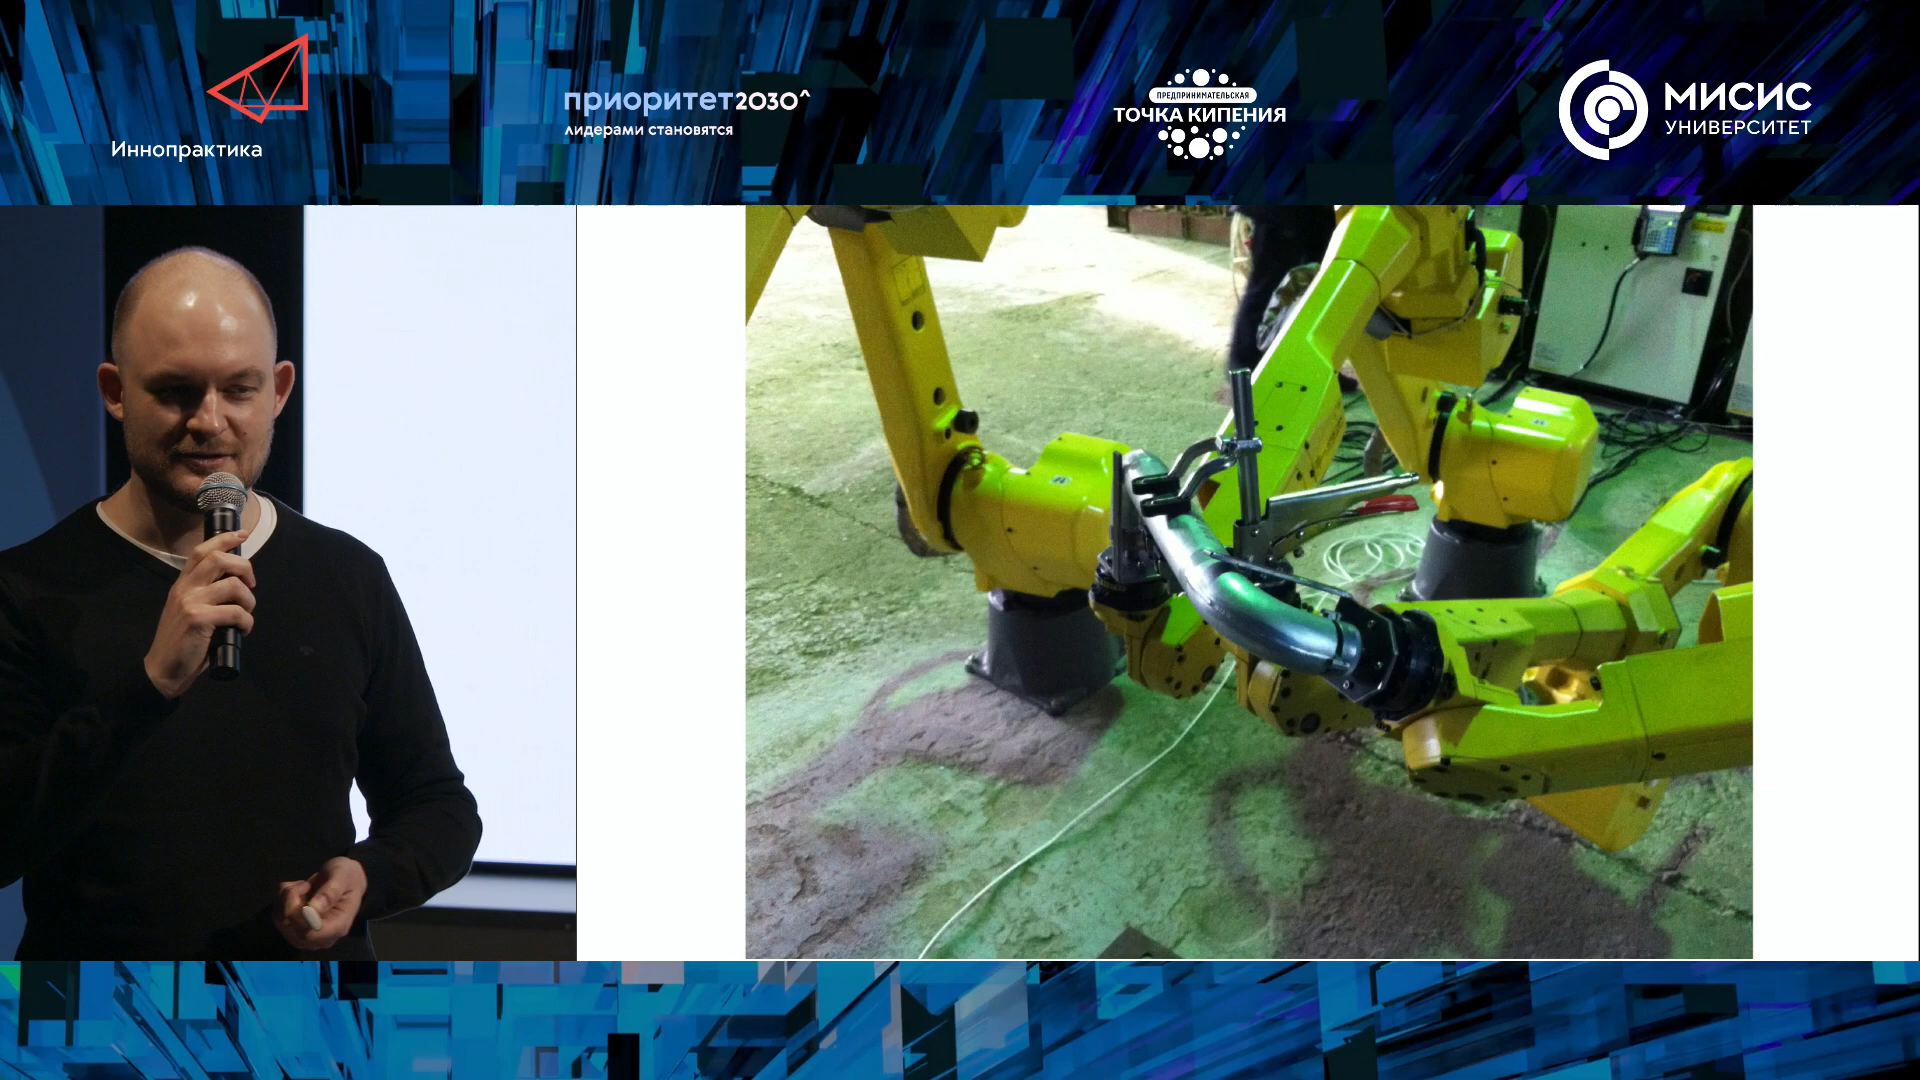 Иннопрактика
приоритет2030^
лидерами становятся
ПРЕДПРИНИМАТЕЛЬСКАЯ
ТОЧКА КИПЕНИЯ
МИСИС
УНИВЕРСИТЕТ